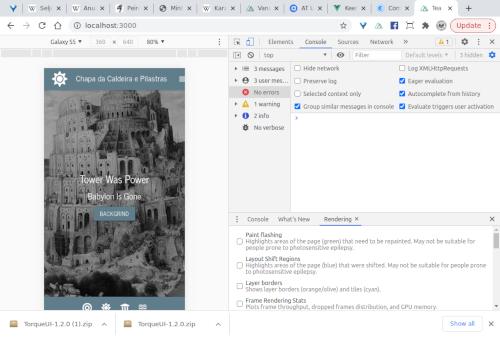 Selj
Anu
Peir
Mini
Kara
Vans
AT L
Keer
Con
Tea
localhost:3000
Update
Galaxy S5 360 × 640 80%
Elements Console Sources Network 1
top Filter Default levels 3 hidden
3 messages
3 user mes...
No errors
1 warning
2 info
No verbose
Hide network Log XMLHttpRequests
Preserve log Eager evaluation
Selected context only Autocomplete from history
Group similar messages in console Evaluate triggers user activation
Chapa da Caldeira e Pilastras
Tower Was Power
Babylon Is Gone
BACKGRIND
Console What's New Rendering
Paint flashing
Highlights areas of the page (green) that need to be repainted. May not be suitable for
people prone to photosensitive epilepsy.
Layout Shift Regions
Highlights areas of the page (blue) that were shifted. May not be suitable for people prone
to photosensitive epilepsy.
Layer borders
Shows layer borders (orange/olive) and tiles (cyan).
Frame Rendering Stats
Plots frame throughput, dropped frames distribution, and GPU memory.
TorqueUI-1.2.0 (1).zip TorqueUI-1.2.0.zip Show all